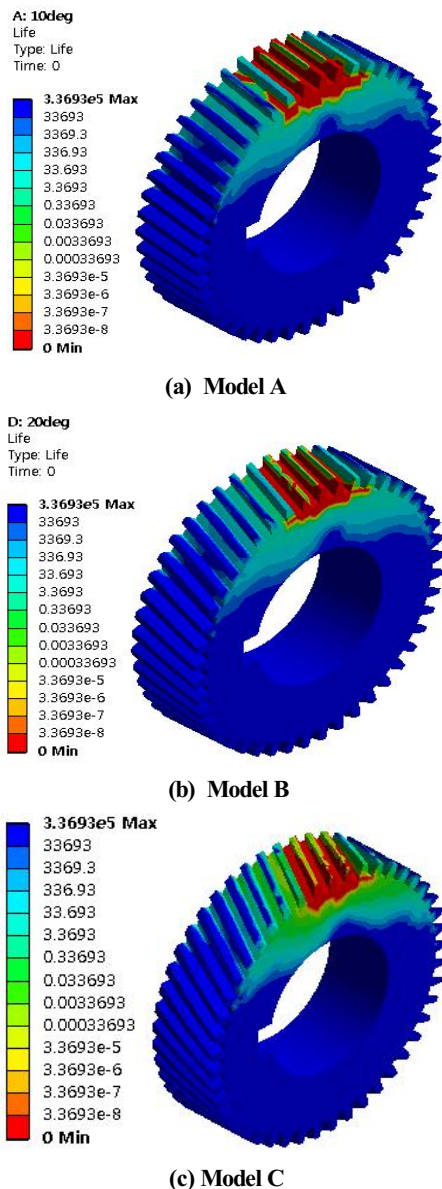 A: 10deg
Life
Type: Life
Time: 0
3.3693e5 Max
33693
3369.3
336.93
33.693
3.3693
0.33693
0.033693
0.0033693
0.00033693
3.3693e-5
3.3693e-6
3.3693e-7
3.3693e-8
0 Min
(a) Model A
D: 20deg
Life
Type: Life
Time: 0
3.3693e5 Max
33693
3369.3
336.93
33.693
3.3693
0.33693
0.033693
0.0033693
0.00033693
3.3693e-5
3.3693e-6
3.3693e-7
3.3693e-8
0 Min
(b) Model B
3.3693e5 Max
33693
3369.3
336.93
33.693
3.3693
0.33693
0.033693
0.0033693
0.00033693
3.3693e-5
3.3693e-6
3.3693e-7
3.3693e-8
0 Min
(c) Model C